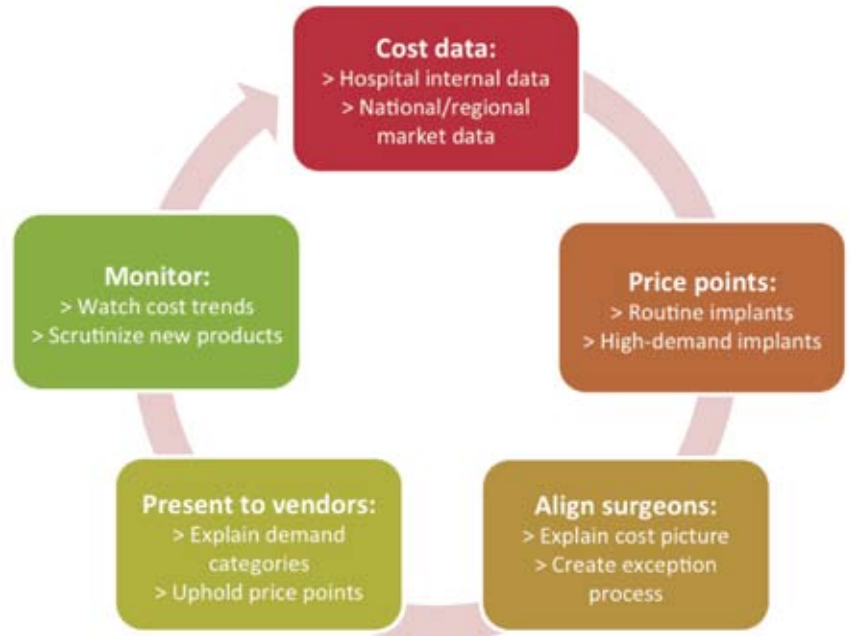 Cost data:
> Hospital internal data
> National/regional
market data
Price points:
> Routine implants
> High-demand implants
Align surgeons:
> Explain cost picture
> Create exception
process
Present to vendors:
> Explain demand
categories
> Uphold price points
Monitor:
> Watch cost trends
> Scrutinize new products